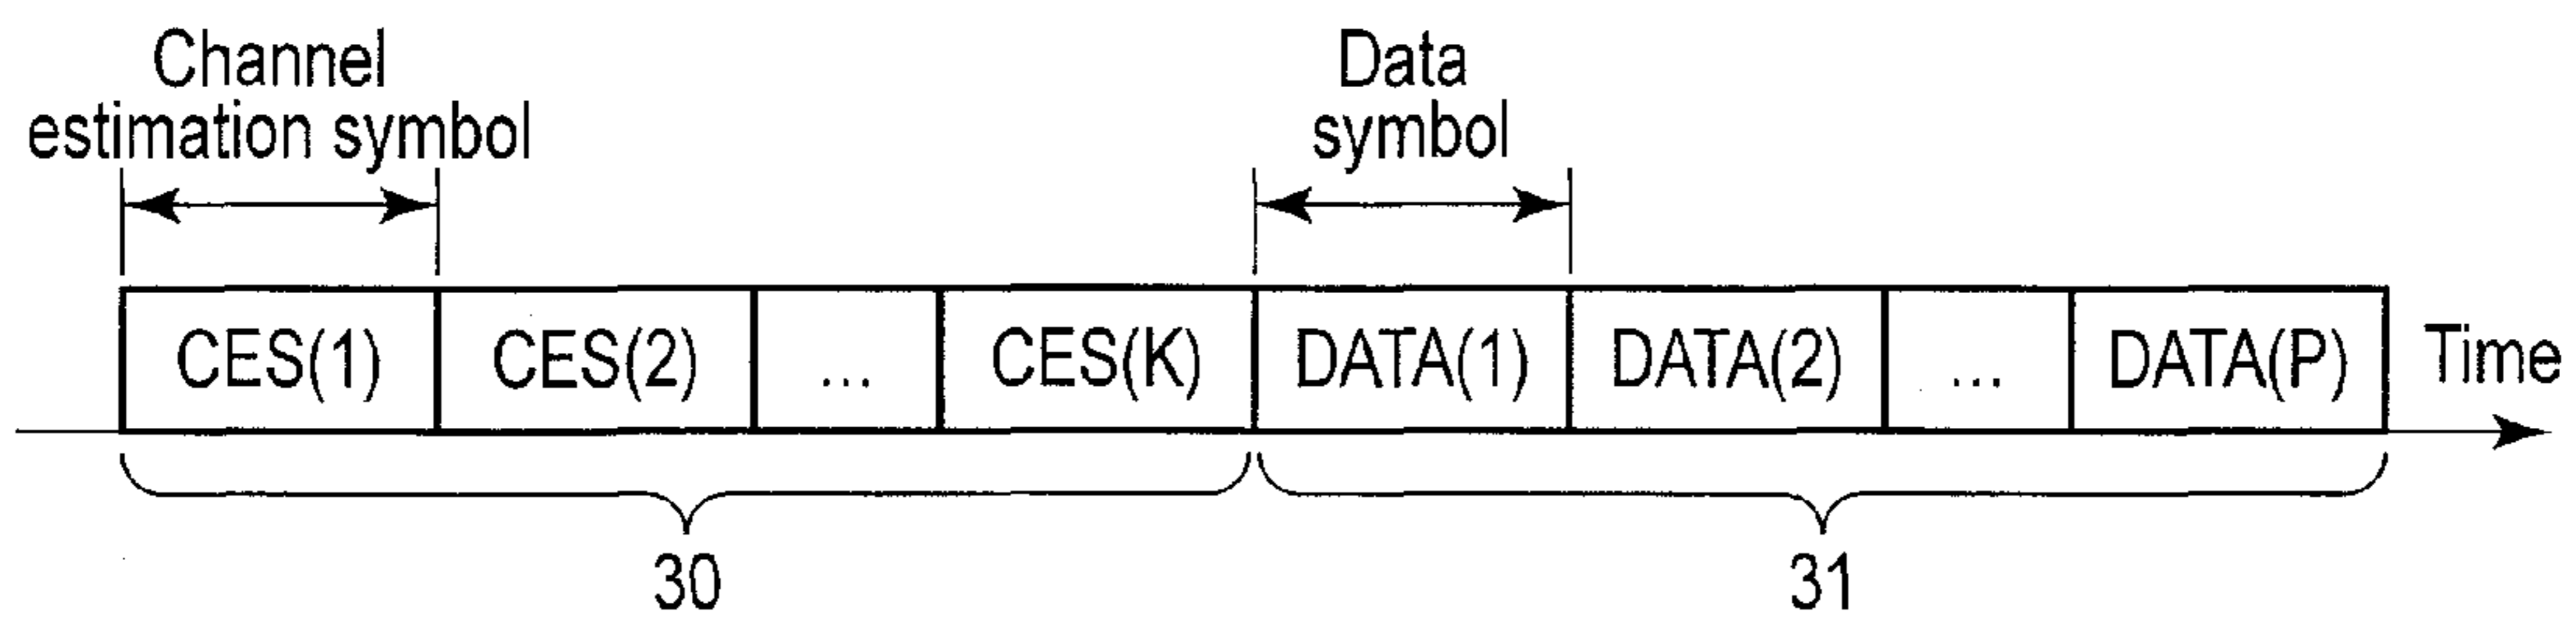 Channel
estimation symbol
Data
symbol
CES(1) CES(2) ... CES(K) DATA(1) DATA(2) ... DATA(P) Time
30 31